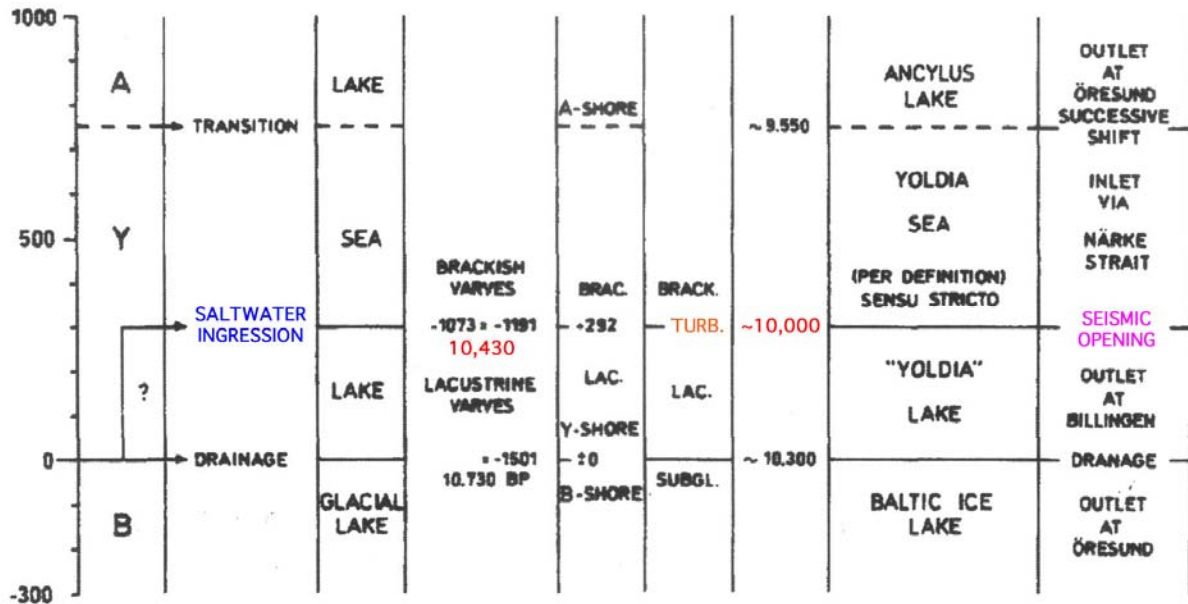 1000
500
0
-300
A
Y
?
B
TRANSITION
SALTWATER
INGRESSION
DRAINAGE
LAKE
SEA
LAKE
GLACIAL
LAKE
BRACKISH
VARVES
-1073 = -1191
10,430
LACUSTRINE
VARVES
= -1501
10.730 BP
A-SHORE
BRAC.
+292
LAC.
Y-SHORE
±0
B-SHORE
BRACK.
TURB.
LAC.
SUBGL.
~ 9.550
~10,000
~ 10.300
ANCYLUS
LAKE
YOLDIA
SEA
(PER DEFINITION)
SENSU STRICTO
"YOLDIA"
LAKE
BALTIC ICE
LAKE
OUTLET
AT
ÖRESUND
SUCCESSIVE
SHIFT
INLET
VIA
NÄRKE
STRAIT
SEISMIC
OPENING
OUTLET
AT
BILLINGEN
DRANAGE
OUTLET
AT
ÖRESUND